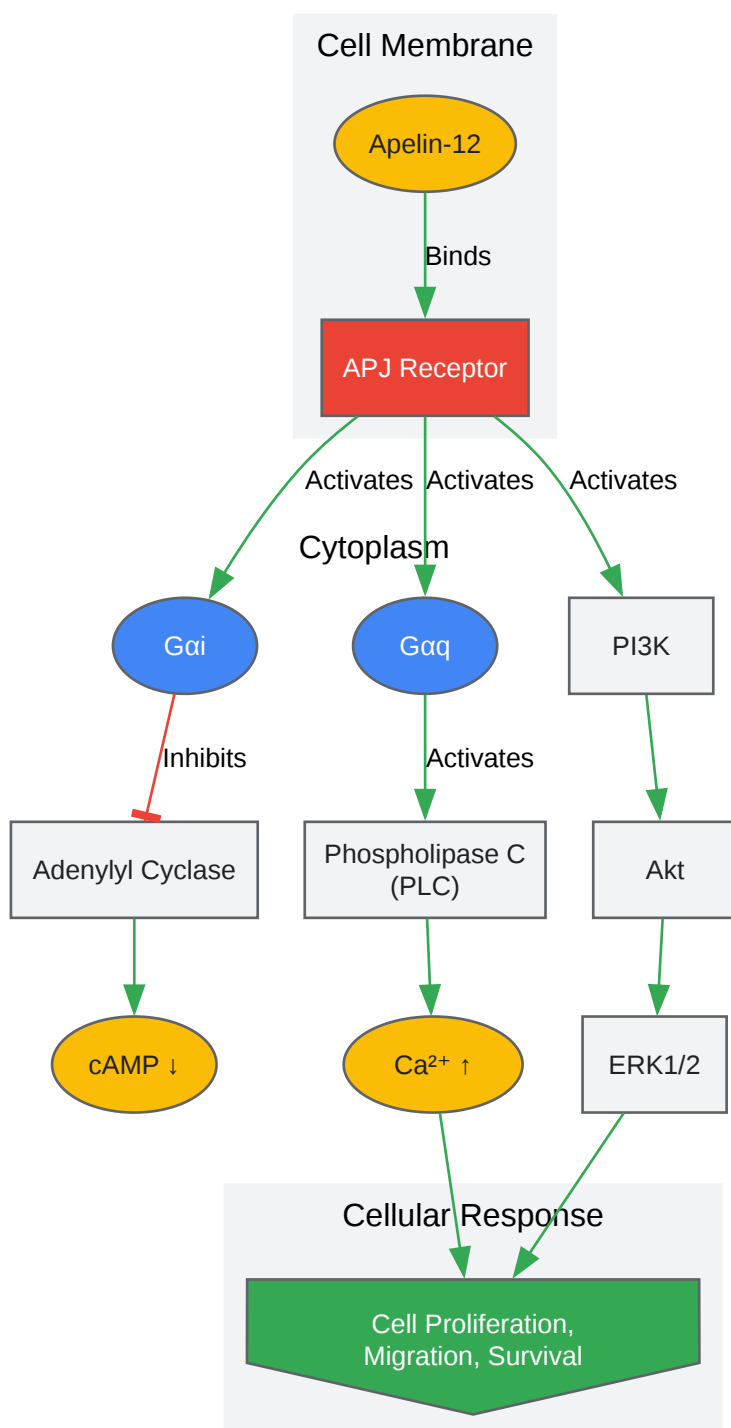 Cell Membrane
Apelin-12
Binds
APJ Receptor
Activates
Activates
Activates
Cytoplasm
Gαi
Gαq
PI3K
Inhibits
Activates
Adenylyl Cyclase
Phospholipase C
(PLC)
Akt
cAMP ↓
Ca²⁺ ↑
ERK1/2
Cellular Response
Cell Proliferation,
Migration, Survival